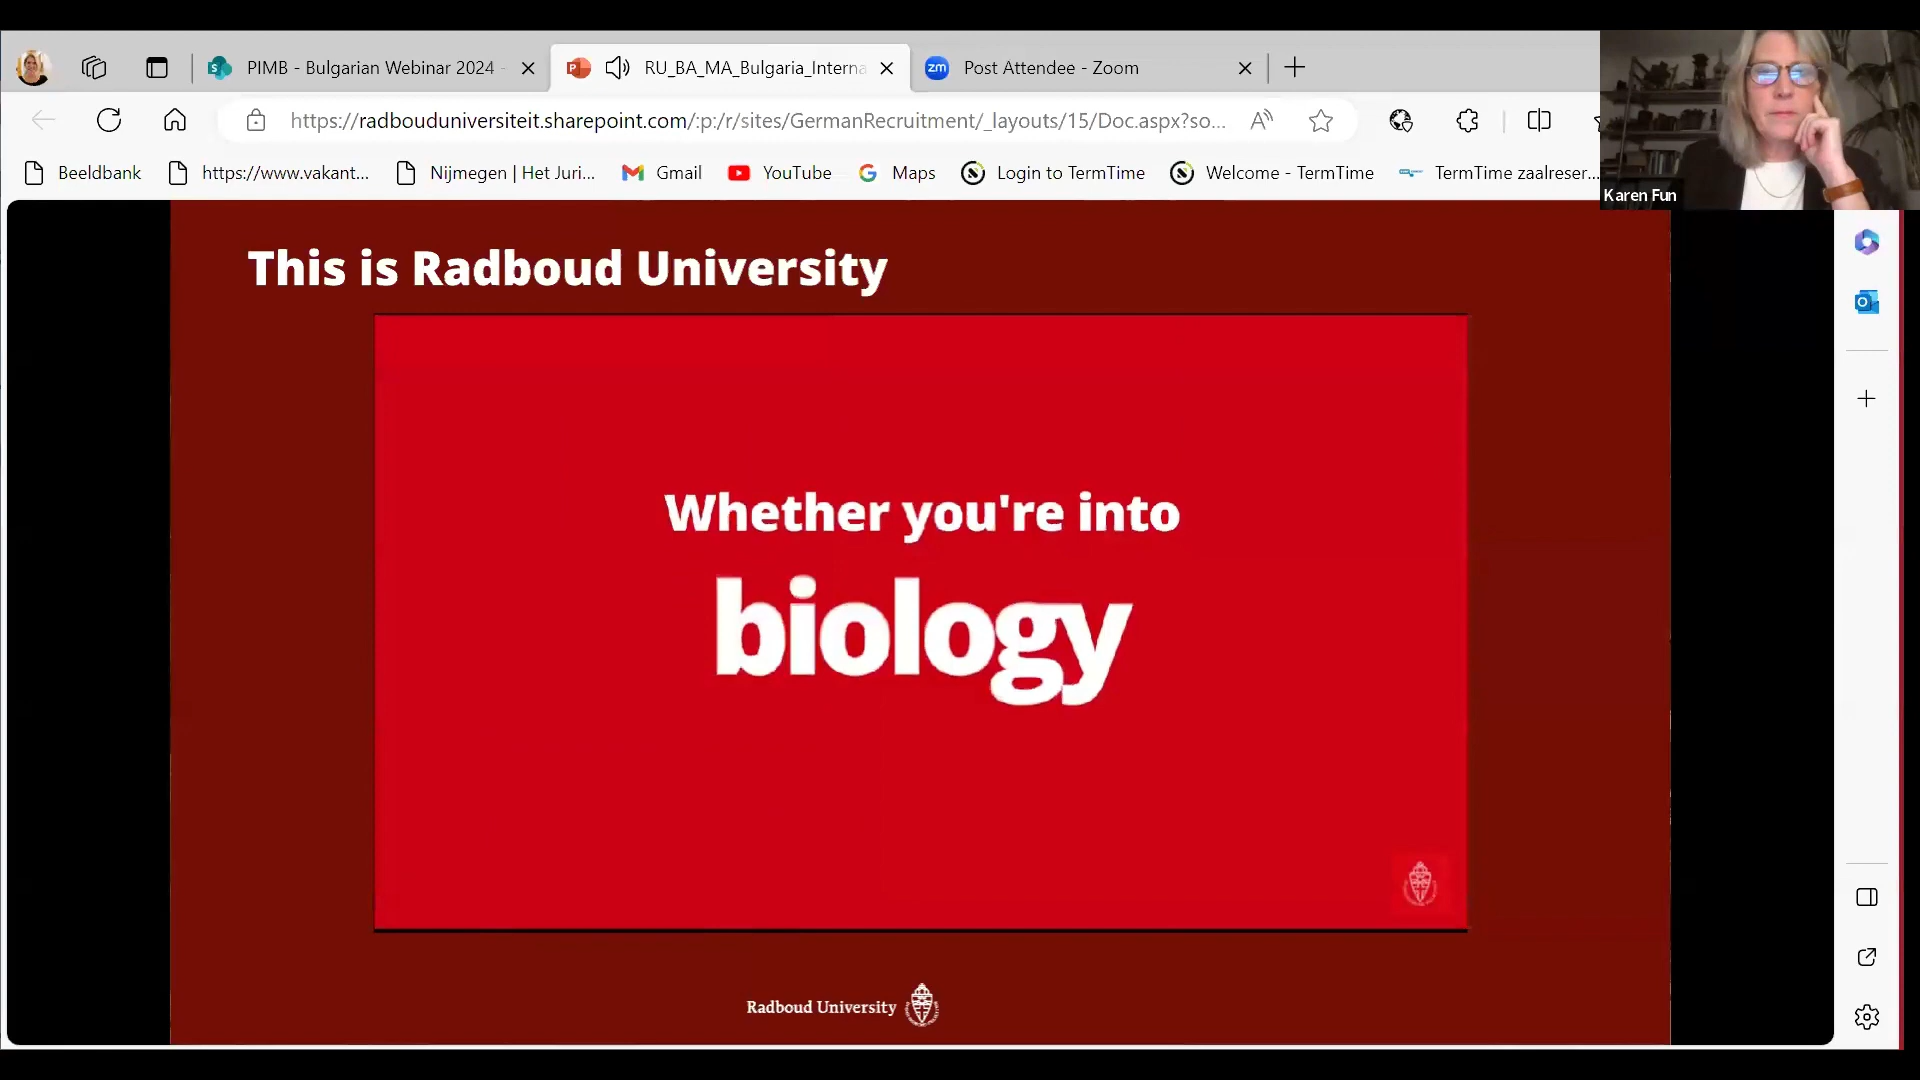 PIMB - Bulgarian Webinar 2024 -
RU_BA_MA_Bulgaria_Interna
zm
Post Attendee - Zoom
https://radbouduniversiteit.sharepoint.com/:p:/r/sites/GermanRecruitment/_layouts/15/Doc.aspx?so...
Beeldbank
https://www.vakant...
Nijmegen | Het Juri...
Gmail
YouTube
Maps
Login to TermTime
Welcome - TermTime
TermTime zaalreser...
Karen Fun
This is Radboud University
Whether you're into
biology
Radboud University